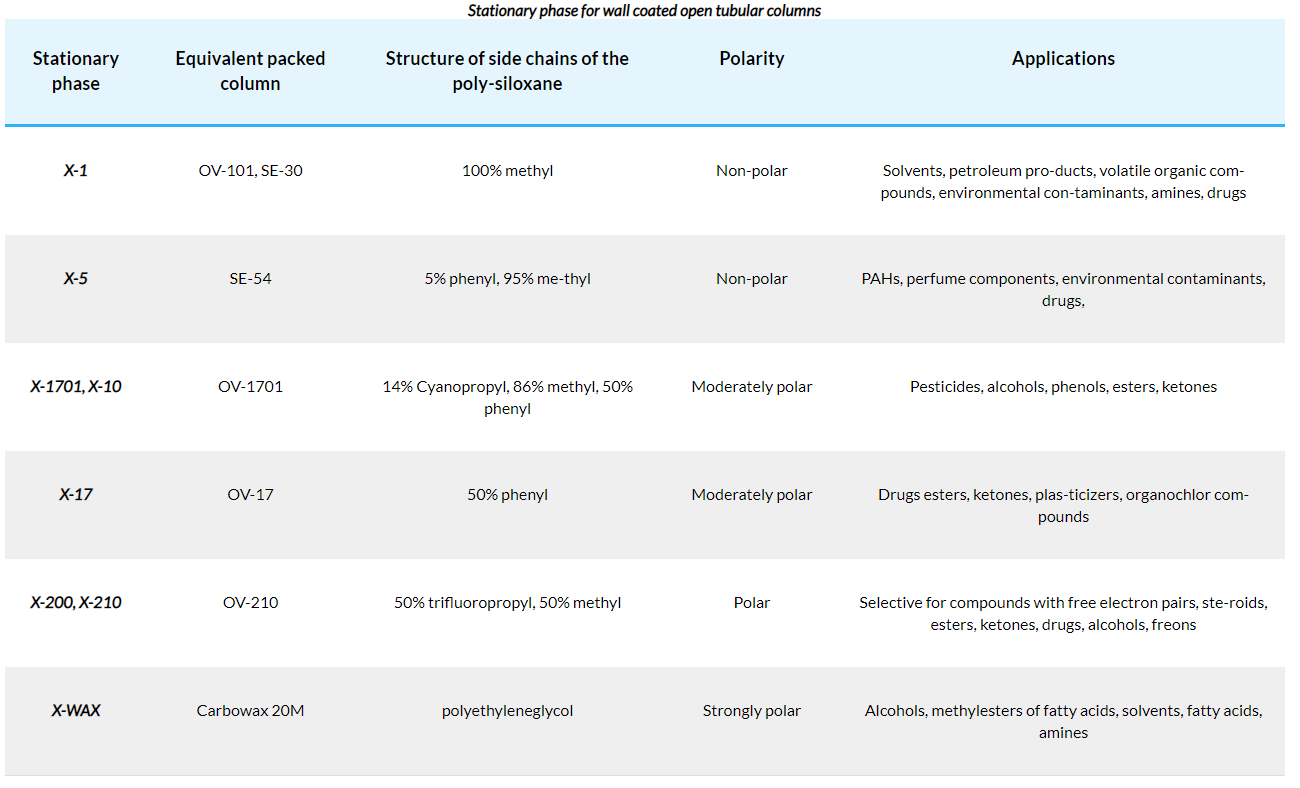 Stationary phase for wall coated open tubular columns
Stationary phase	Equivalent packed column	Structure of side chains of the poly-siloxane	Polarity	Applications
X-1	OV-101, SE-30	100% methyl	Non-polar	Solvents, petroleum pro-ducts, volatile organic com-pounds, environmental con-taminants, amines, drugs
X-5	SE-54	5% phenyl, 95% me-thyl	Non-polar	PAHs, perfume components, environmental contaminants, drugs,
X-1701, X-10	OV-1701	14% Cyanopropyl, 86% methyl, 50% phenyl	Moderately polar	Pesticides, alcohols, phenols, esters, ketones
X-17	OV-17	50% phenyl	Moderately polar	Drugs esters, ketones, plas-ticizers, organochlor com-pounds
X-200, X-210	OV-210	50% trifluoropropyl, 50% methyl	Polar	Selective for compounds with free electron pairs, ste-roids, esters, ketones, drugs, alcohols, freons
X-WAX	Carbowax 20M	polyethyleneglycol	Strongly polar	Alcohols, methylesters of fatty acids, solvents, fatty acids, amines